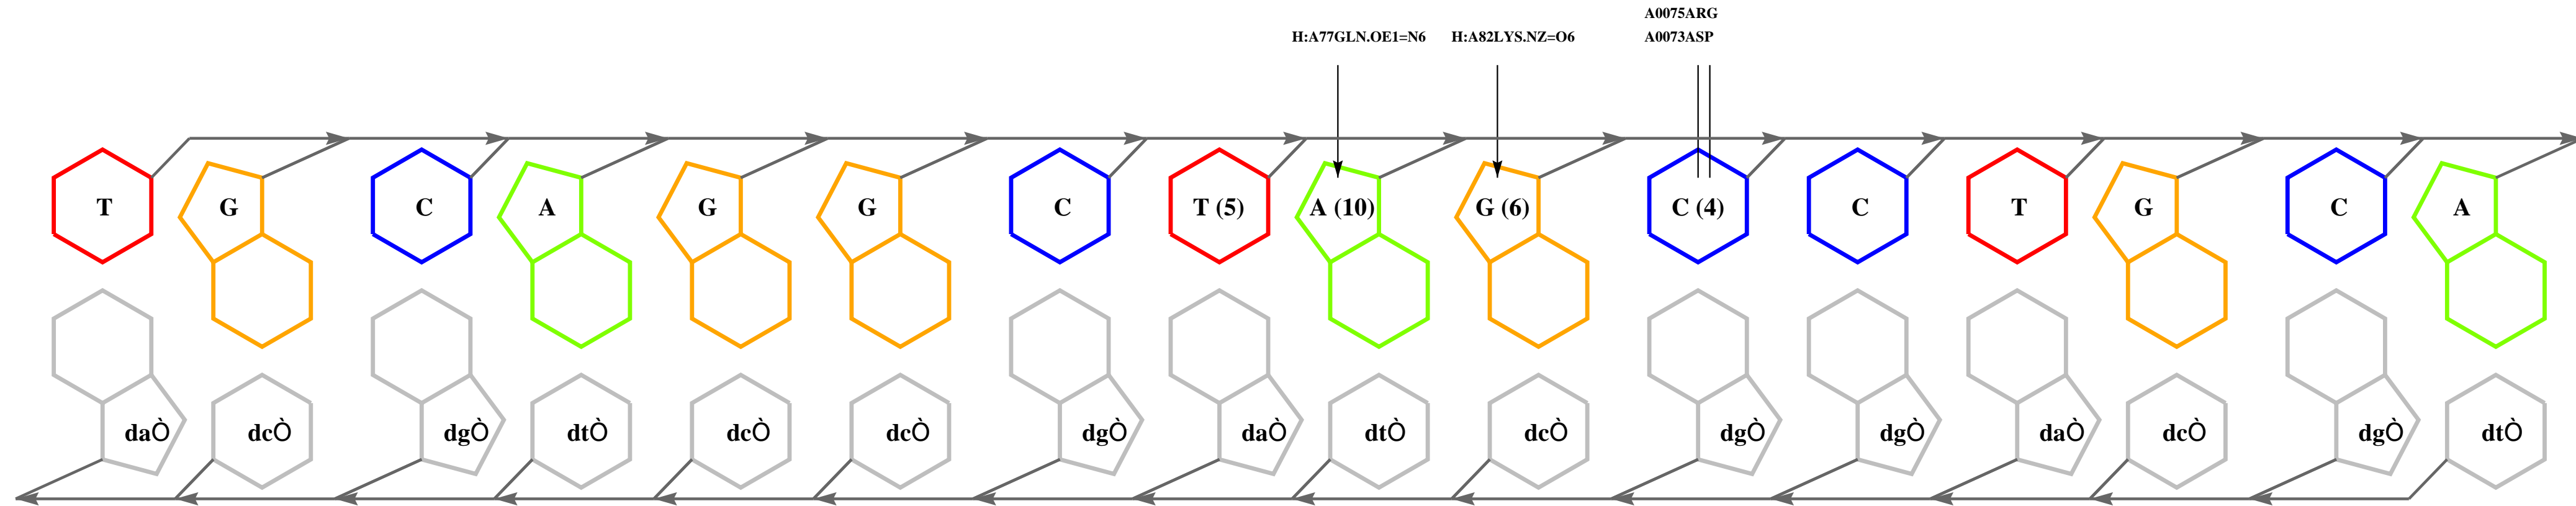 A0075ARG
H:A77GLN.OE1=N6 H:A82LYS.NZ=O6 A0073ASP
T G C A G G C T (5) A (10) G (6) C (4) C T G C A
daÒ dcÒ dgÒ dtÒ dcÒ dcÒ dgÒ daÒ dtÒ dcÒ dgÒ dgÒ daÒ dcÒ dgÒ dtÒ